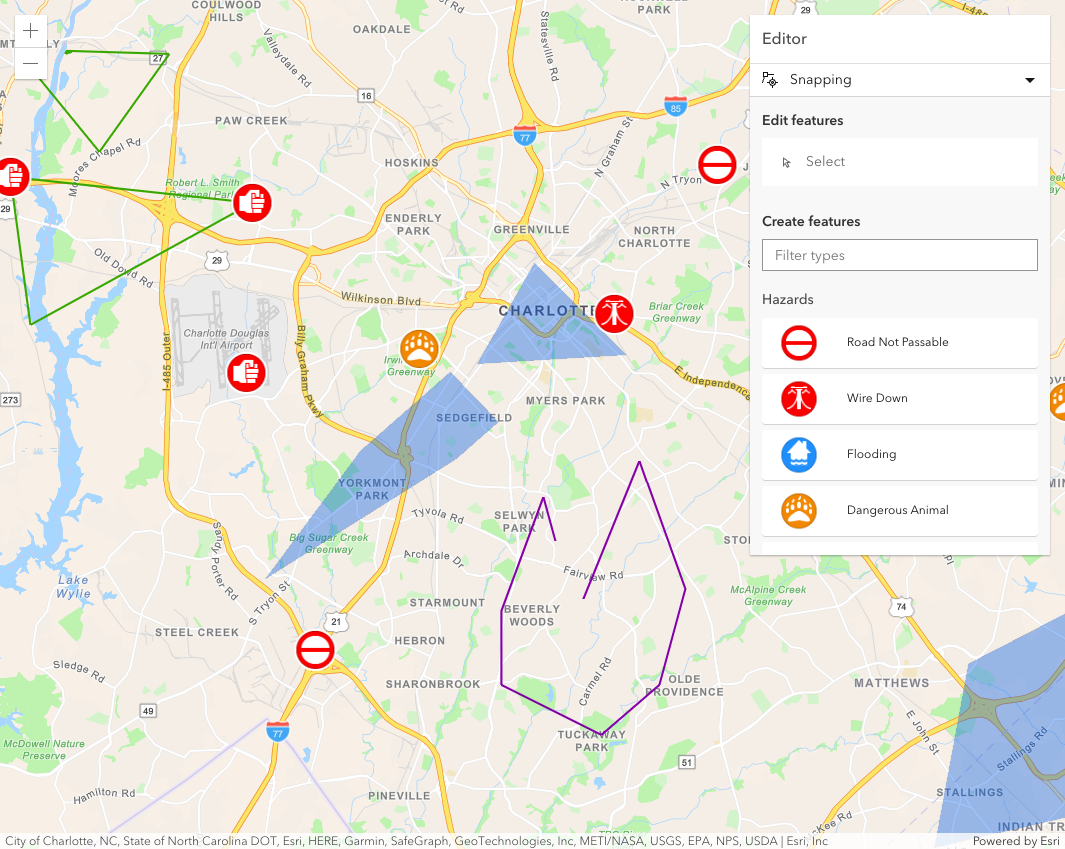 COULWOOD
HILLS
OAKDALE
PARK
29
27
Valleydale Rd
Statesville Rd
16
85
77
PAW CREEK
N Graham St
Moores Chapel Rd
HOSKINS
N Tryon
Robert L. Smith
Regional Park
29
ENDERLY
PARK
GREENVILLE
NORTH
CHARLOTTE
Old Dowd Rd
29
Wilkinson Blvd
CHARLOTTE
Briar Creek
Greenway
Charlotte Douglas
Int'l Airport
I-485 Outer
Billy Graham Pkwy
Greenway
E Independence
273
MYERS PARK
SEDGEFIELD
YORKMONT
PARK
Tyvola Rd
SELWYN
PARK
Big Sugar Creek
Greenway
Archdale Dr
Fairview Rd
Sandy Porter Rd
Lake
Wylie
S Tryon St
STARMOUNT
BEVERLY
WOODS
McAlpine Creek
Greenway
74
21
STEEL CREEK
HEBRON
Sledge Rd
SHARONBROOK
Carmel Rd
OLDE
PROVIDENCE
MATTHEWS
49
E John St
77
TUCKAWAY
PARK
McDowell Nature
Preserve
51
Stallings Rd
Hamilton Rd
PINEVILLE
STALLINGS
INDIAN TR
Editor
Snapping
Edit features
Select
Create features
Filter types
Hazards
Road Not Passable
Wire Down
Flooding
Dangerous Animal
City of Charlotte, NC, State of North Carolina DOT, Esri, HERE, Garmin, SafeGraph, GeoTechnologies, Inc, METI/NASA, USGS, EPA, NPS, USDA | Esri, Inc
Powered by Esri